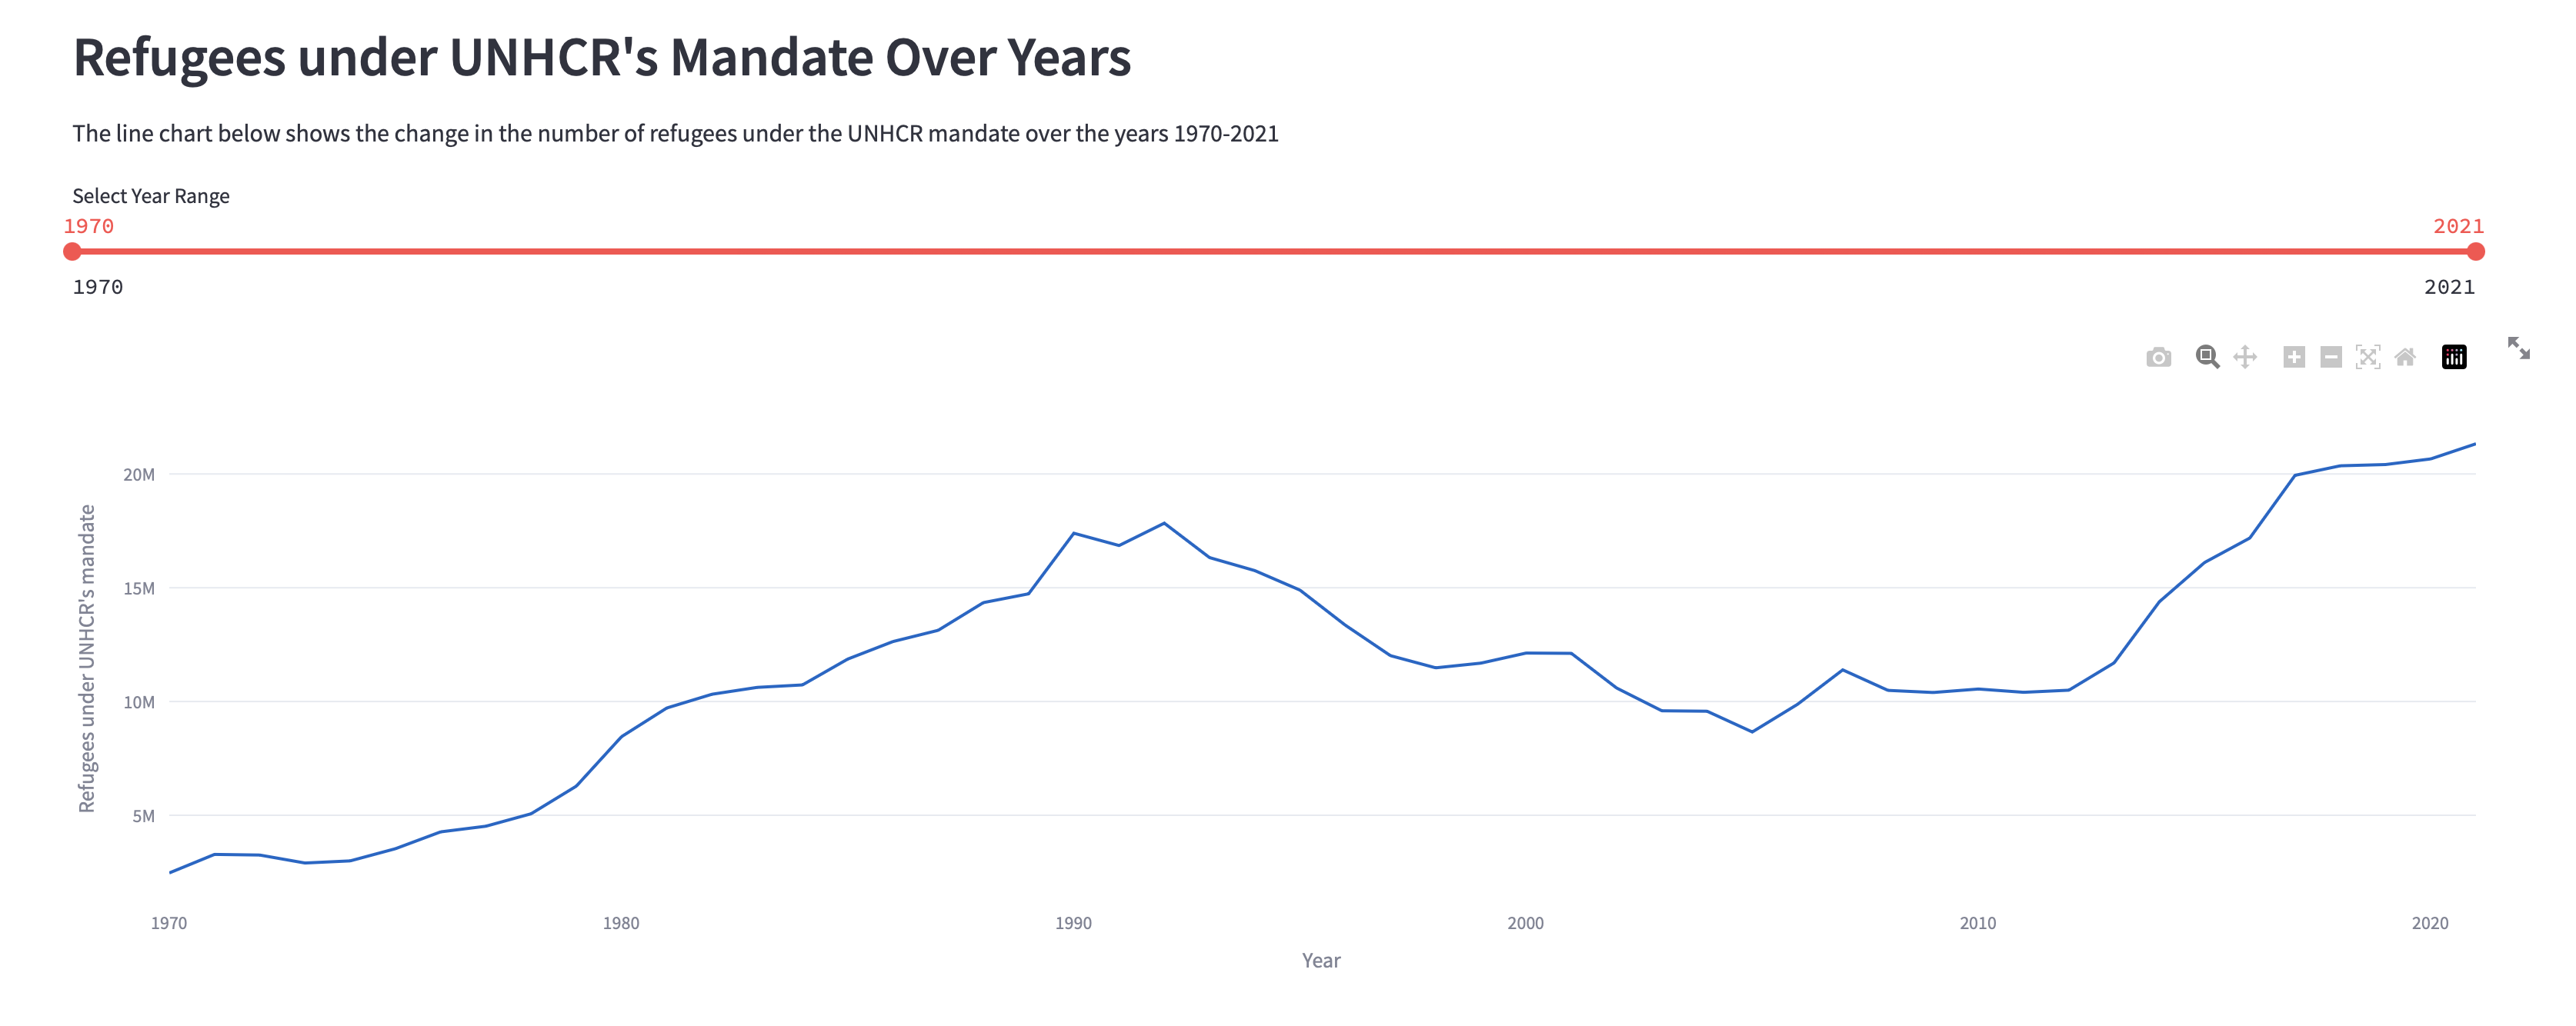 Refugees under UNHCR's Mandate Over Years
The line chart below shows the change in the number of refugees under the UNHCR mandate over the years 1970-2021
Select Year Range
1970
2021
1970
2021
20M
15M
10M
5M
Refugees under UNHCR's mandate
1970
1980
1990
2000
2010
2020
Year